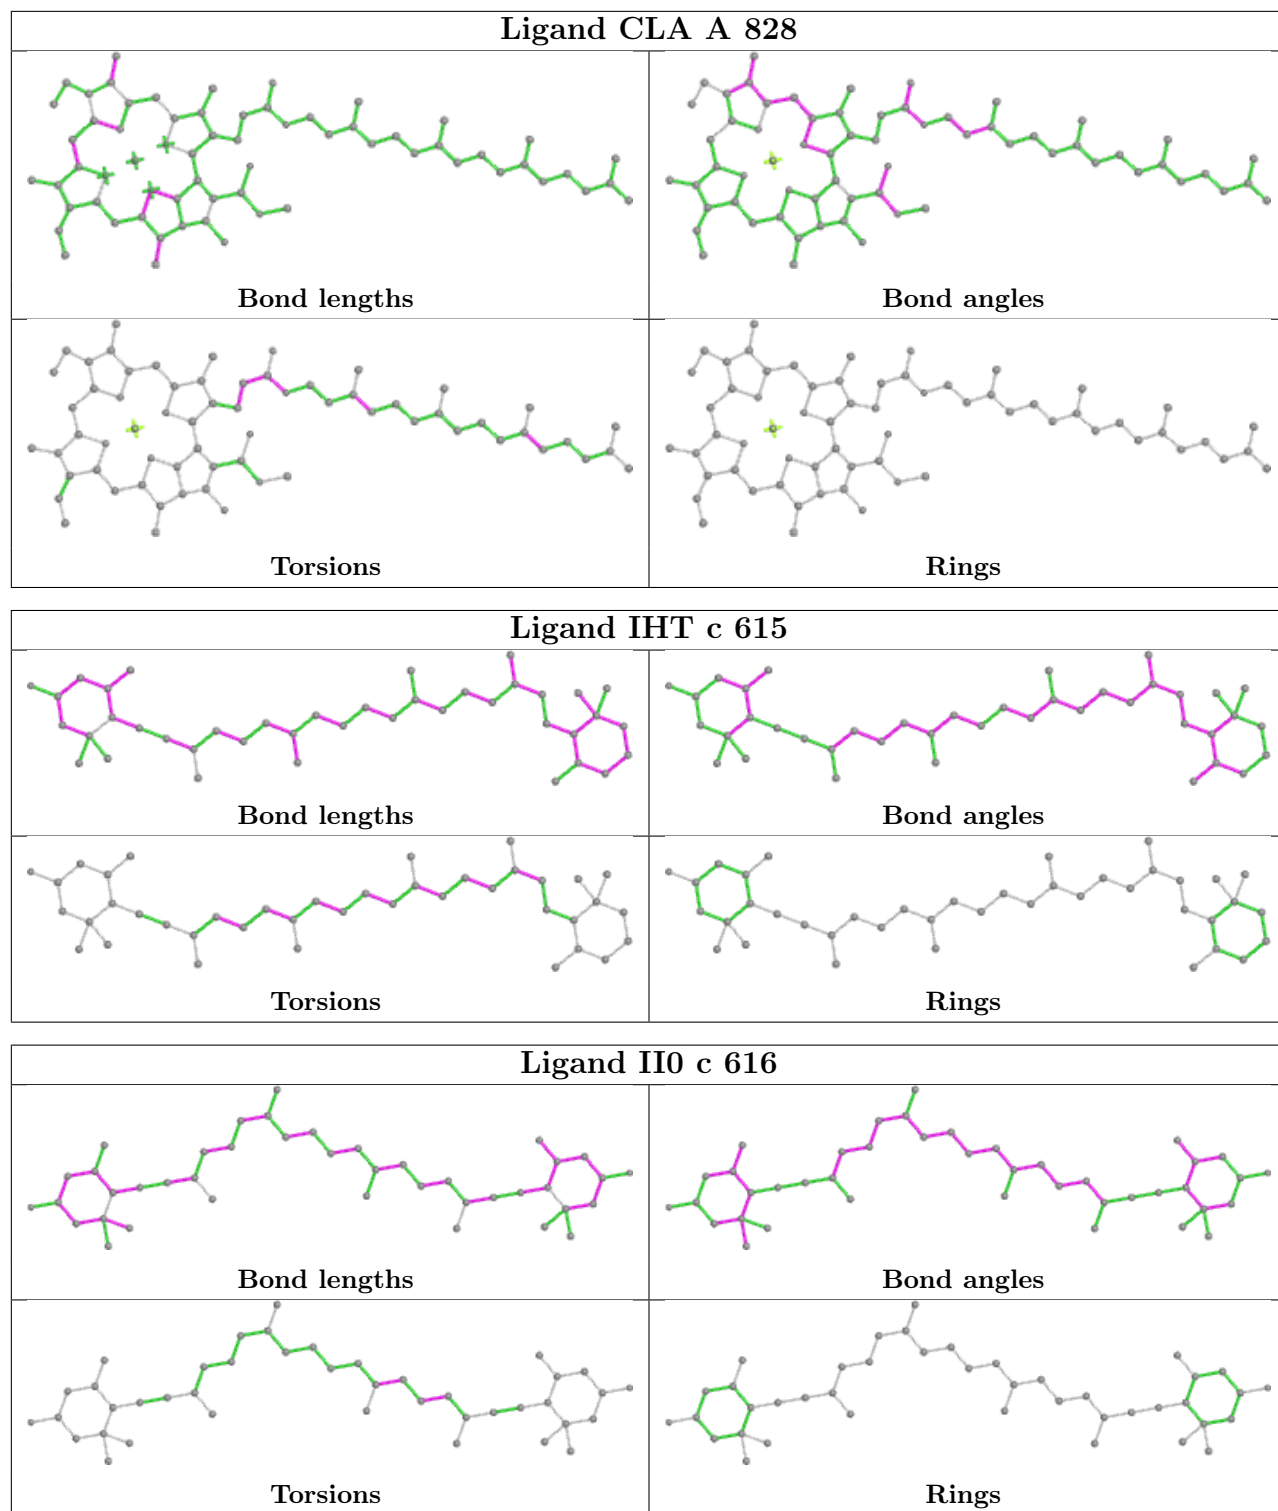 Ligand CLA A 828
Bond lengths
Bond angles
Torsions
Rings
Ligand IHT c 615
Bond lengths
Bond angles
Torsions
Rings
Ligand II0 c 616
Bond lengths
Bond angles
Torsions
Rings